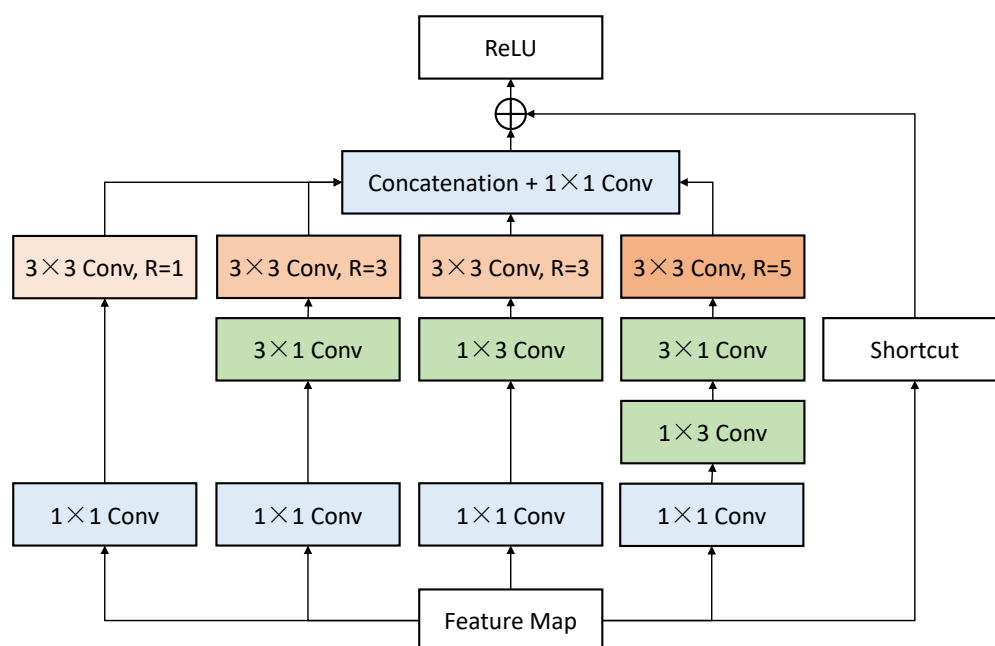 ReLU
Concatenation + 1×1 Conv
3×3 Conv, R=1
3×3 Conv, R=3
3×3 Conv, R=3
3×3 Conv, R=5
3×1 Conv
1×3 Conv
3×1 Conv
Shortcut
1×3 Conv
1×1 Conv
1×1 Conv
1×1 Conv
1×1 Conv
Feature Map